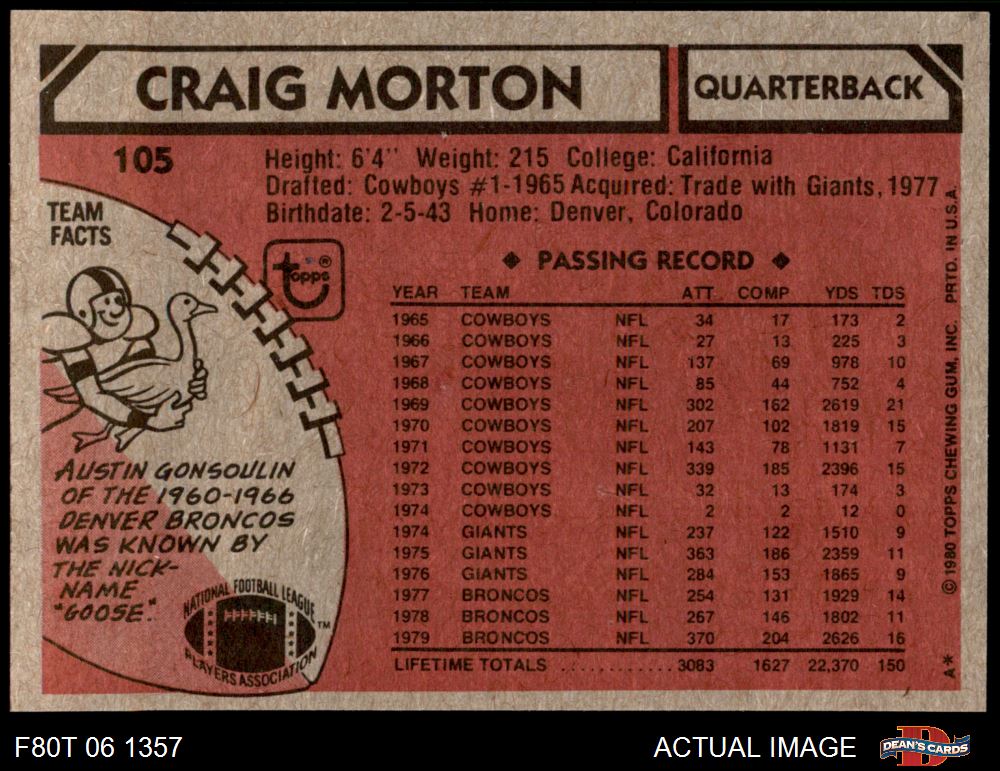 CRAIG MORTON
QUARTERBACK
105
Height: 6'4" Weight: 215 College: California
Drafted: Cowboys #1-1965 Acquired: Trade with Giants, 1977
Birthdate: 2-5-43 Home: Denver, Colorado
TEAM
FACTS
topps ®
◆ PASSING RECORD ◆
YEAR TEAM ATT. COMP YDS TDS
1965 COWBOYS NFL 34 17 173 2
1966 COWBOYS NFL 27 13 225 3
1967 COWBOYS NFL 137 69 978 10
1968 COWBOYS NFL 85 44 752 4
1969 COWBOYS NFL 302 162 2619 21
1970 COWBOYS NFL 207 102 1819 15
1971 COWBOYS NFL 143 78 1131 7
1972 COWBOYS NFL 339 185 2396 15
1973 COWBOYS NFL 32 13 174 3
1974 COWBOYS NFL 2 2 12 0
1974 GIANTS NFL 237 122 1510 9
1975 GIANTS NFL 363 186 2359 11
1976 GIANTS NFL 284 153 1865 9
1977 BRONCOS NFL 254 131 1929 14
1978 BRONCOS NFL 267 146 1802 11
1979 BRONCOS NFL 370 204 2626 16
LIFETIME TOTALS ............ 3083 1627 22,370 150
AUSTIN GONSOULIN
OF THE 1960-1966
DENVER BRONCOS
WAS KNOWN BY
THE NICK-
NAME
"GOOSE".
NATIONAL FOOTBALL LEAGUE
PLAYERS ASSOCIATION
TM
©1980 TOPPS CHEWING GUM, INC. PRTD. IN U.S.A.
A*
F80T 06 1357
ACTUAL IMAGE
D
DEAN'S CARDS